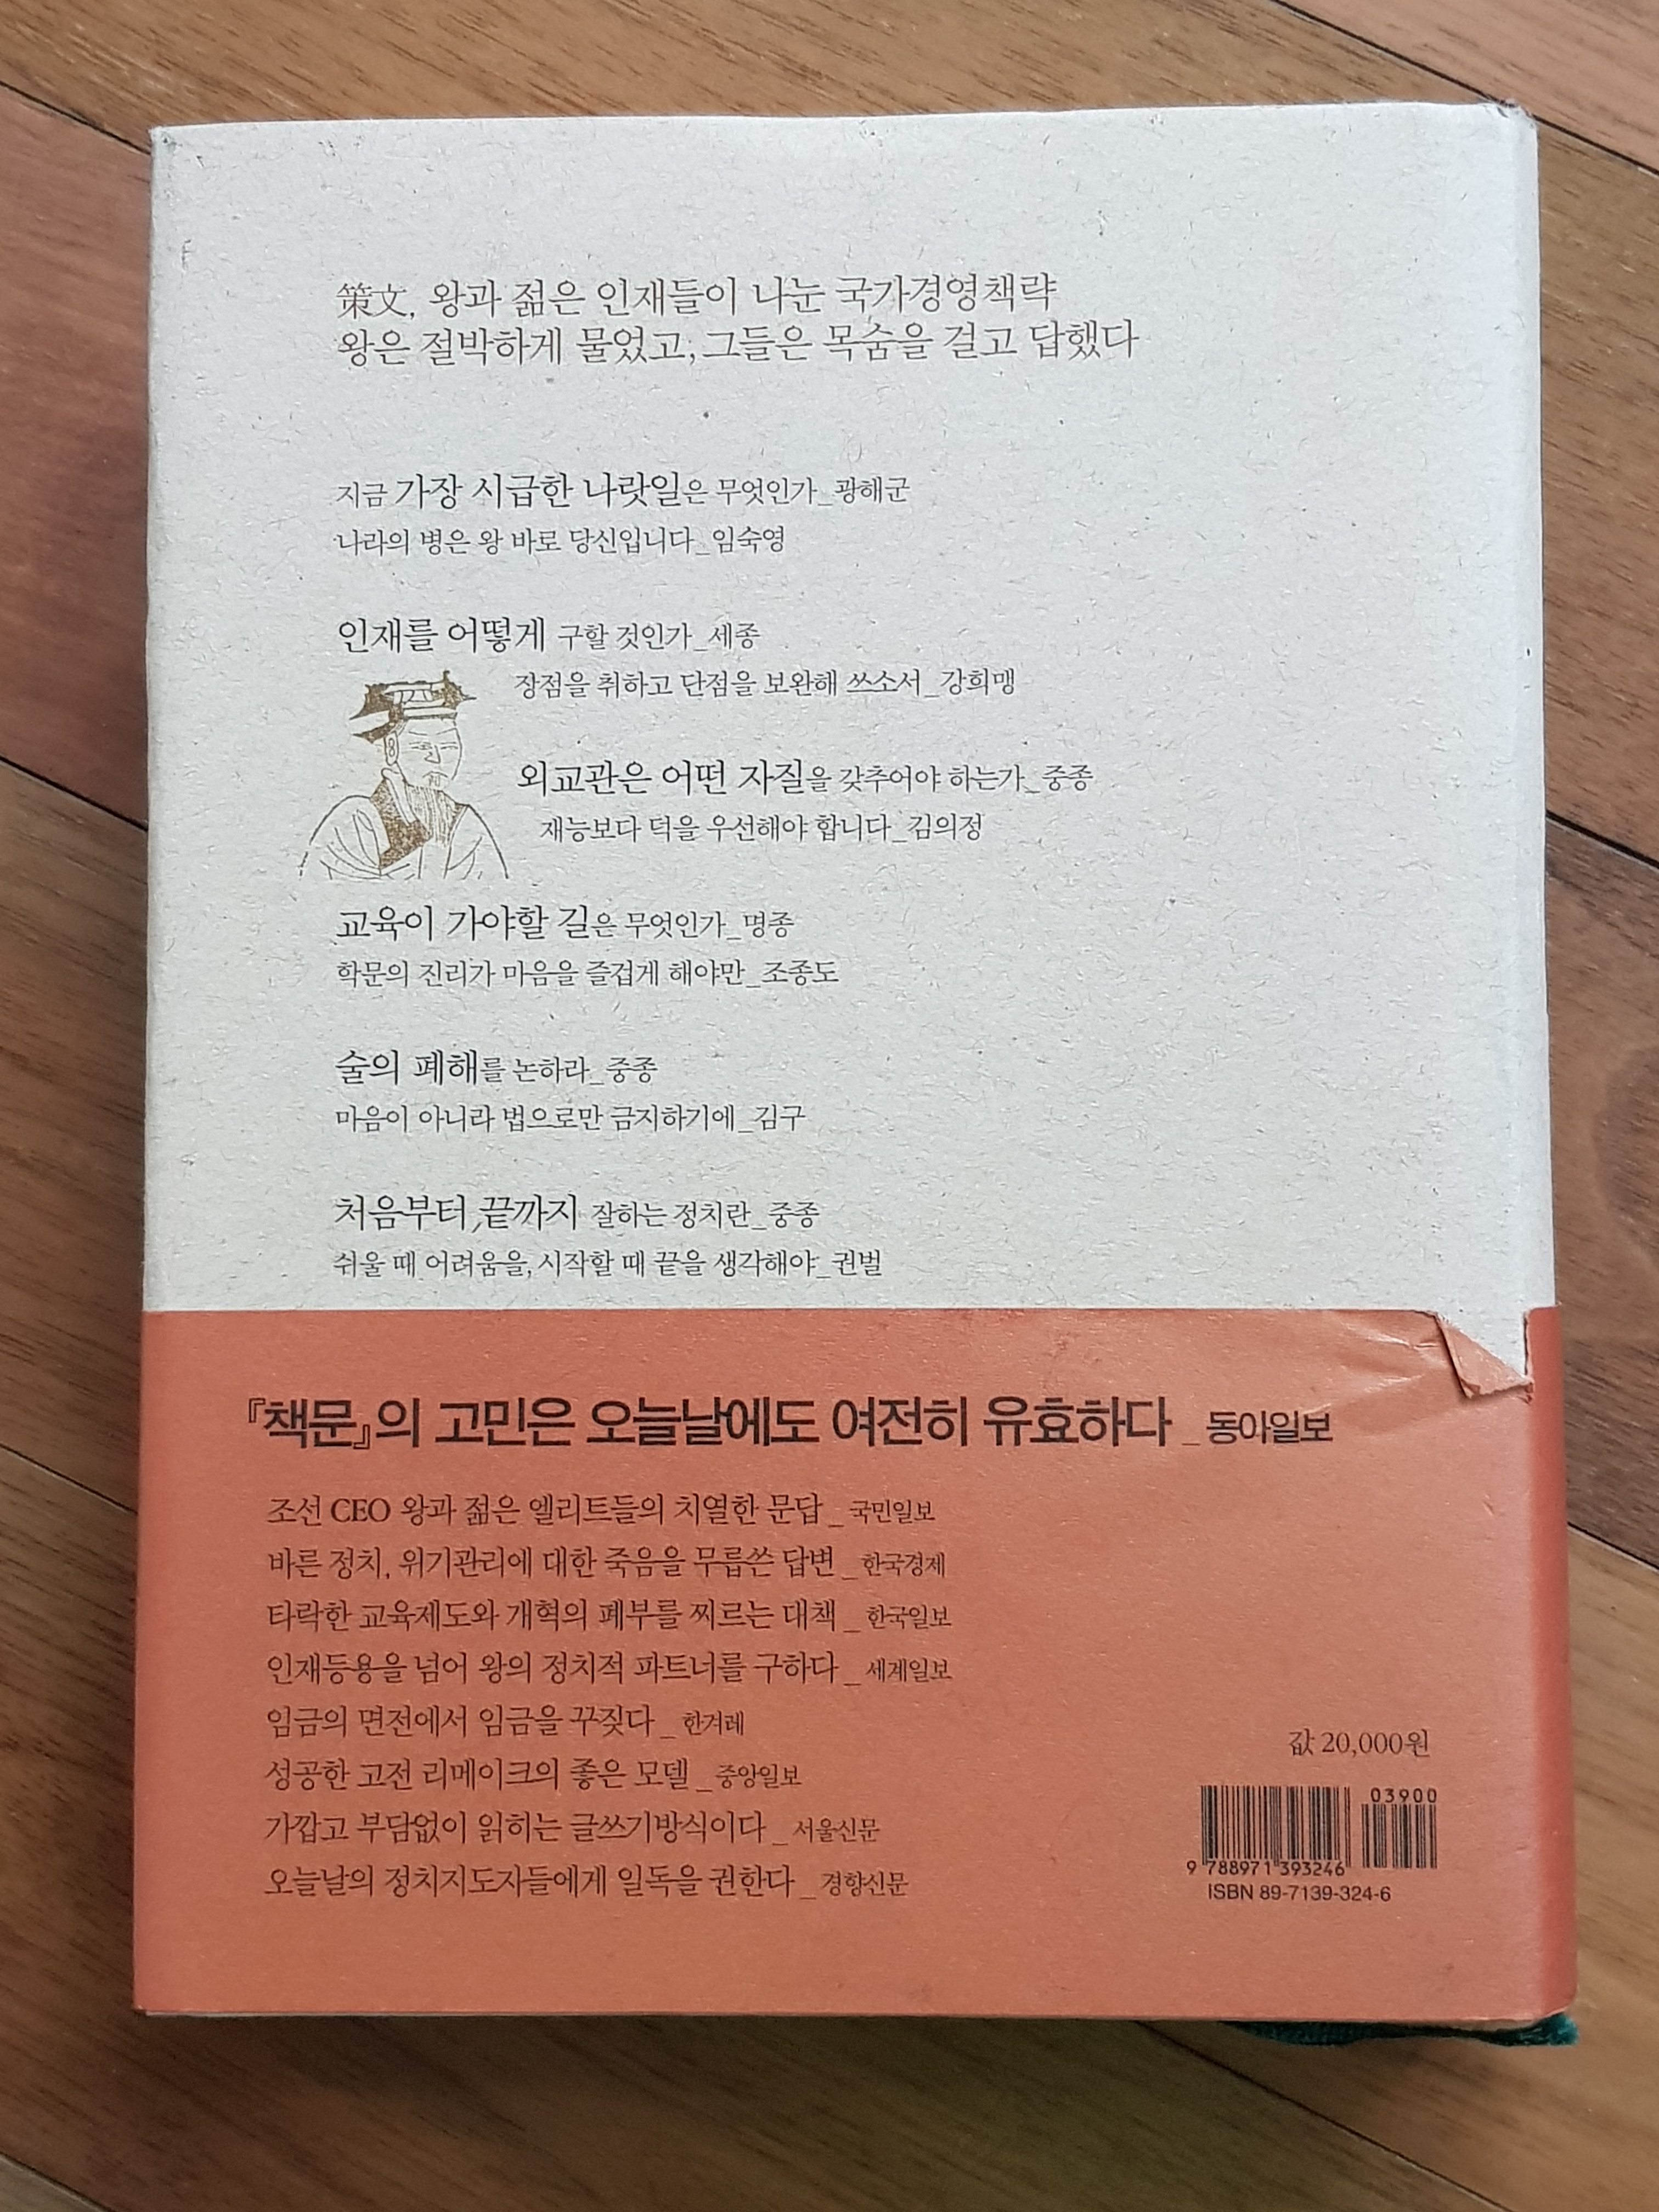 策文, 왕과 젊은 인재들이 나눈 국가경영책략
왕은 절박하게 물었고, 그들은 목숨을 걸고 답했다
지금 가장 시급한 나랏일은 무엇인가_광해군
나라의 병은 왕 바로 당신입니다_임숙영
인재를 어떻게 구할 것인가_세종
장점을 취하고 단점을 보완해 쓰소서_강희맹
외교관은 어떤 자질을 갖추어야 하는가_중종
재능보다 덕을 우선해야 합니다_김의정
교육이 가야할 길은 무엇인가_명종
학문의 진리가 마음을 즐겁게 해야만_조종도
술의 폐해를 논하라_중종
마음이 아니라 법으로만 금지하기에_김구
처음부터 끝까지 잘하는 정치란_중종
쉬울 때 어려움을, 시작할 때 끝을 생각해야_권벌
『책문』의 고민은 오늘날에도 여전히 유효하다 _ 동아일보
조선 CEO 왕과 젊은 엘리트들의 치열한 문답 _ 국민일보
바른 정치, 위기관리에 대한 죽음을 무릅쓴 답변 _ 한국경제
타락한 교육제도와 개혁의 폐부를 찌르는 대책 _ 한국일보
인재등용을 넘어 왕의 정치적 파트너를 구하다 _ 세계일보
임금의 면전에서 임금을 꾸짖다 _ 한겨레
성공한 고전 리메이크의 좋은 모델 _ 중앙일보
가깝고 부담없이 읽히는 글쓰기방식이다 _ 서울신문
오늘날의 정치지도자들에게 일독을 권한다 _ 경향신문
값 20,000원
03900
9 788971 393246
ISBN 89-7139-324-6